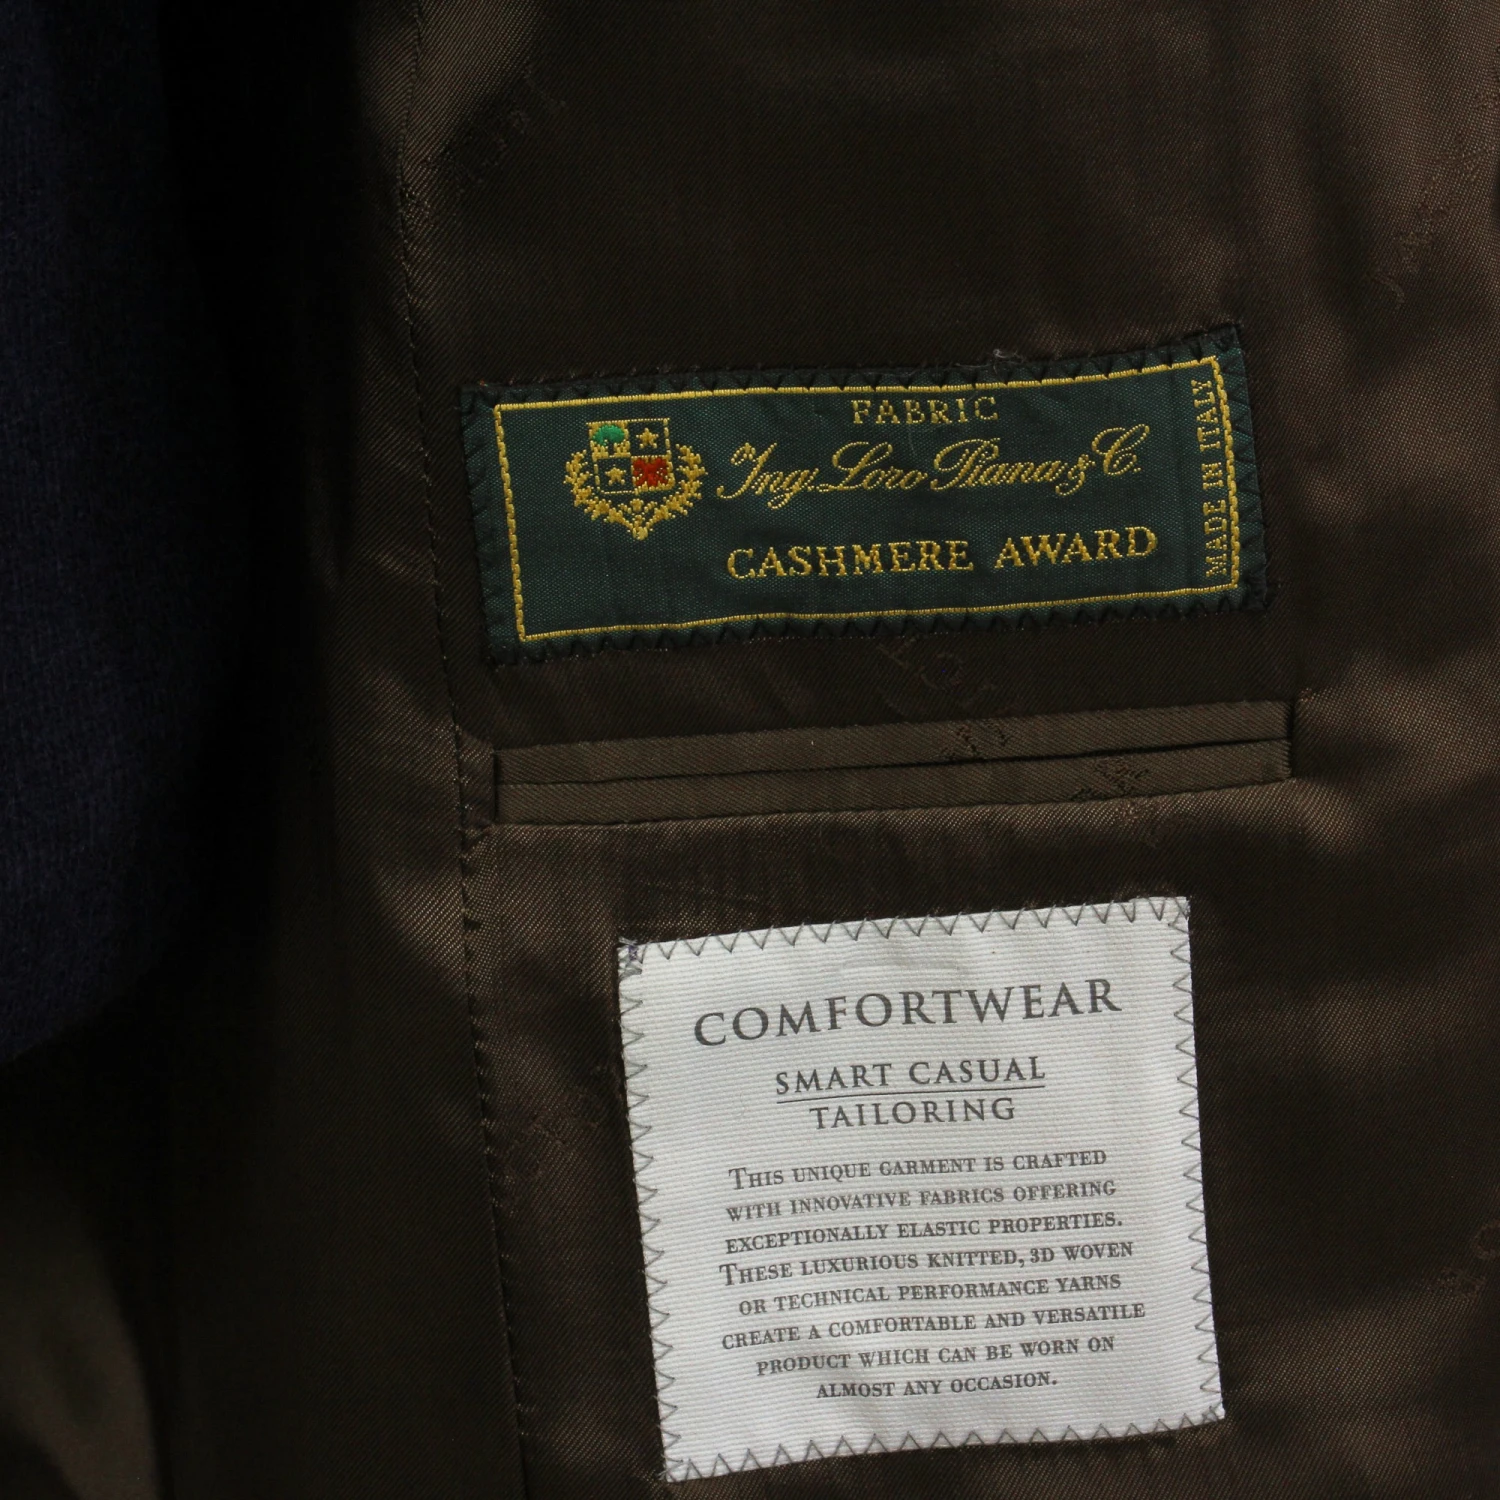 FABRIC
Ing. Loro Piana & C.
CASHMERE AWARD
MADE IN ITALY
COMFORTWEAR
SMART CASUAL
TAILORING
THIS UNIQUE GARMENT IS CRAFTED
WITH INNOVATIVE FABRICS OFFERING
EXCEPTIONALLY ELASTIC PROPERTIES.
THESE LUXURIOUS KNITTED, 3D WOVEN
OR TECHNICAL PERFORMANCE YARNS
CREATE A COMFORTABLE AND VERSATILE
PRODUCT WHICH CAN BE WORN ON
ALMOST ANY OCCASION.